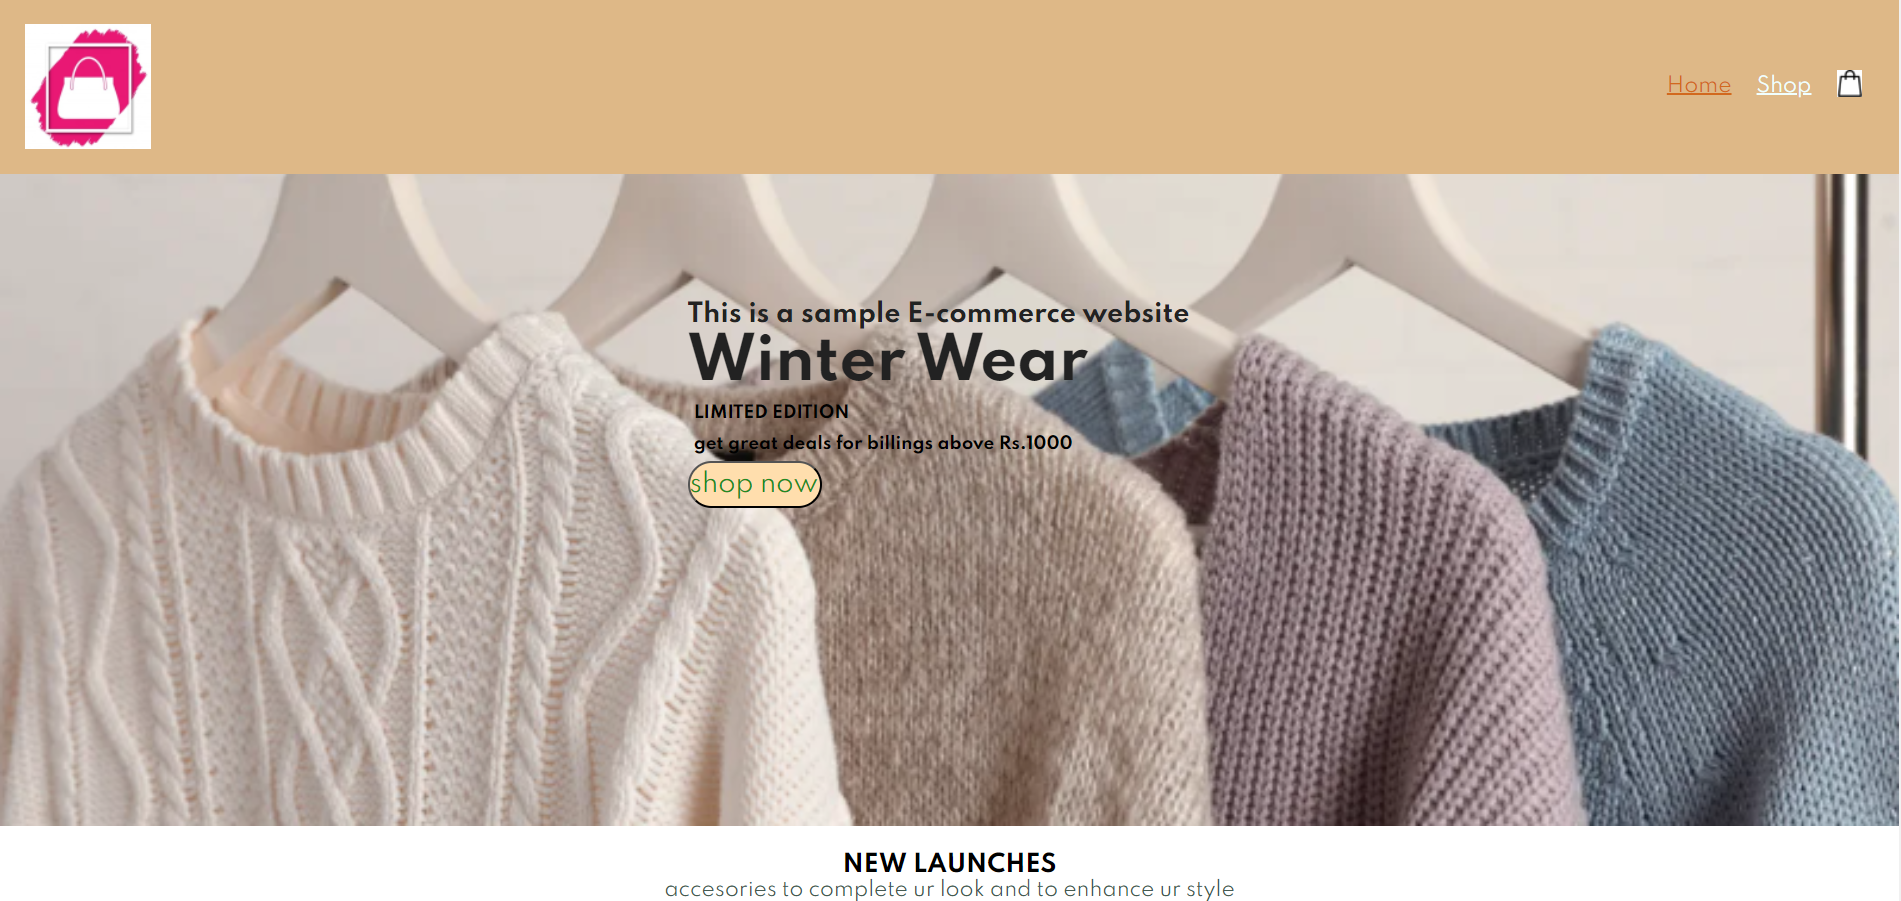 Home Shop
This is a sample E-commerce website
Winter Wear
LIMITED EDITION
get great deals for billings above Rs.1000
shop now
NEW LAUNCHES
accesories to complete ur look and to enhance ur style